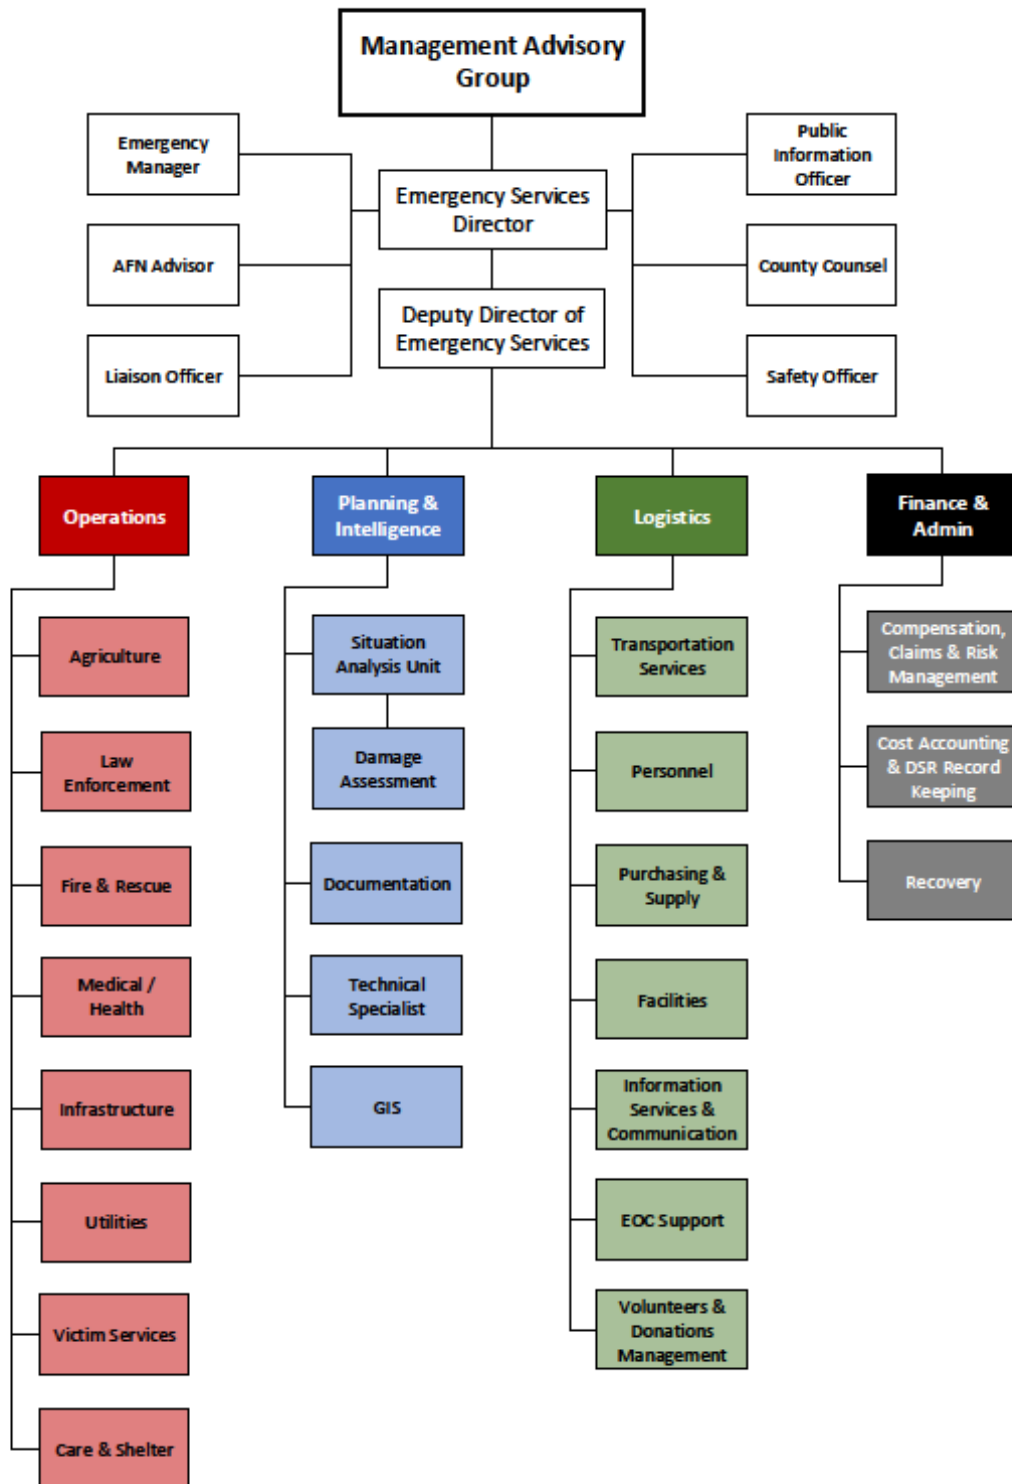 Management Advisory
Group
Emergency
Manager
Public
Information
Officer
Emergency Services
Director
AFN Advisor
County Counsel
Deputy Director of
Emergency Services
Liaison Officer
Safety Officer
Operations
Planning &
Intelligence
Logistics
Finance &
Admin
Agriculture
Law
Enforcement
Fire & Rescue
Medical /
Health
Infrastructure
Utilities
Victim Services
Care & Shelter
Situation
Analysis Unit
Damage
Assessment
Documentation
Technical
Specialist
GIS
Transportation
Services
Personnel
Purchasing &
Supply
Facilities
Information
Services &
Communication
EOC Support
Volunteers &
Donations
Management
Compensation,
Claims & Risk
Management
Cost Accounting
& DSR Record
Keeping
Recovery